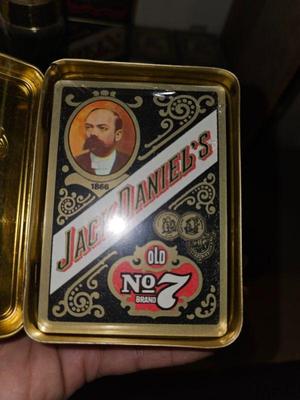 1866
JACK DANIEL'S
OLD
NO 7
BRAND